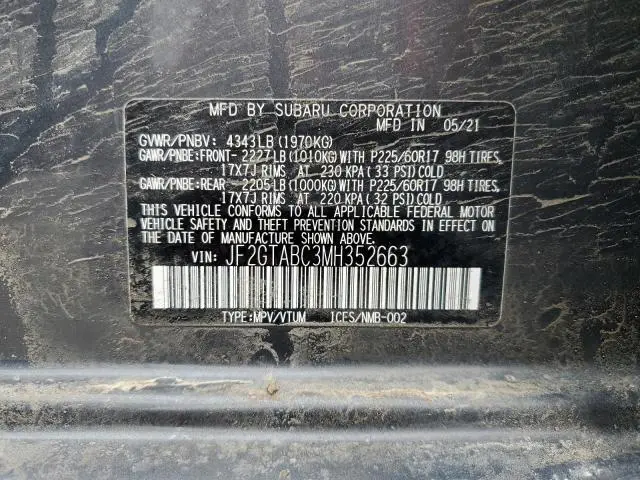 MFD BY SUBARU CORPORATION
MFD IN 05/21
GVWR/PNBV: 4343LB (1970KG)
GAWR/PNBE:FRONT- 2227LB(1010KG)WITH P225/60R17 98H TIRES,
17X7J RIMS AT 230 KPA( 33 PSI)COLD
GAWR/PNBE:REAR - 2205LB(1000KG)WITH P225/60R17 98H TIRES,
17X7J RIMS AT 220 KPA( 32 PSI)COLD
THIS VEHICLE CONFORMS TO ALL APPLICABLE FEDERAL MOTOR
VEHICLE SAFETY AND THEFT PREVENTION STANDARDS IN
EFFECT ON THE DATE OF MANUFACTURE SHOWN ABOVE.
VIN: JF2GTABC3MH352663
TYPE:MPV/VTUM ICES/NMB-002